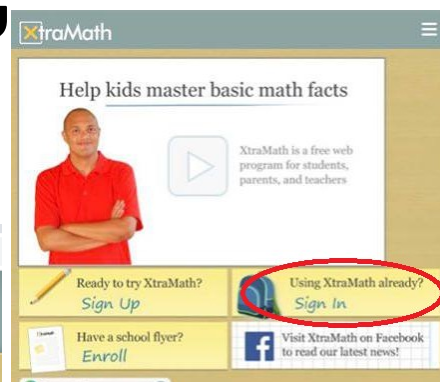 XtraMath
Help kids master basic math facts
XtraMath is a free web
program for students,
parents, and teachers
Ready to try XtraMath?
Sign Up
Using XtraMath already?
Sign In
Have a school flyer?
Enroll
Visit XtraMath on Facebook
to read our latest news!